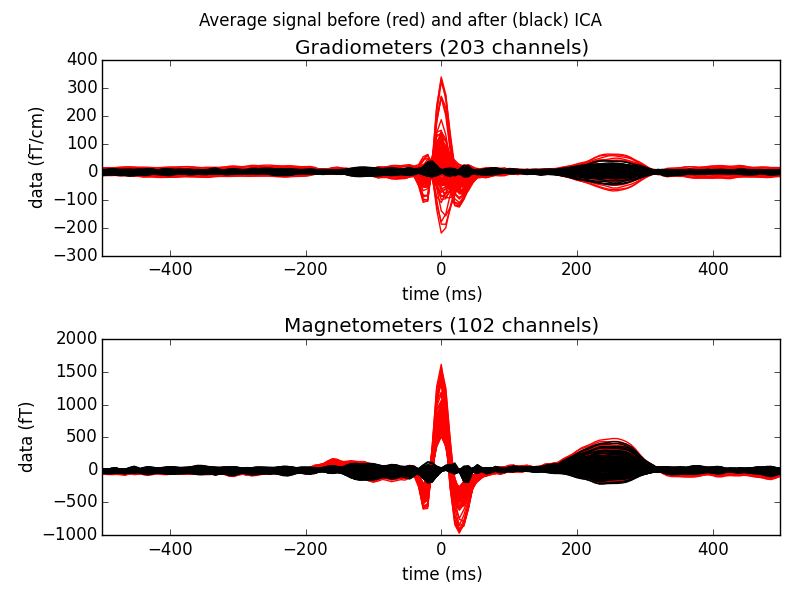 Average signal before (red) and after (black) ICA
Gradiometers (203 channels)
400
300
200
100
0
−100
−200
−300
data (fT/cm)
−400 −200 0 200 400
time (ms)
Magnetometers (102 channels)
2000
1500
1000
500
0
−500
−1000
data (fT)
−400 −200 0 200 400
time (ms)